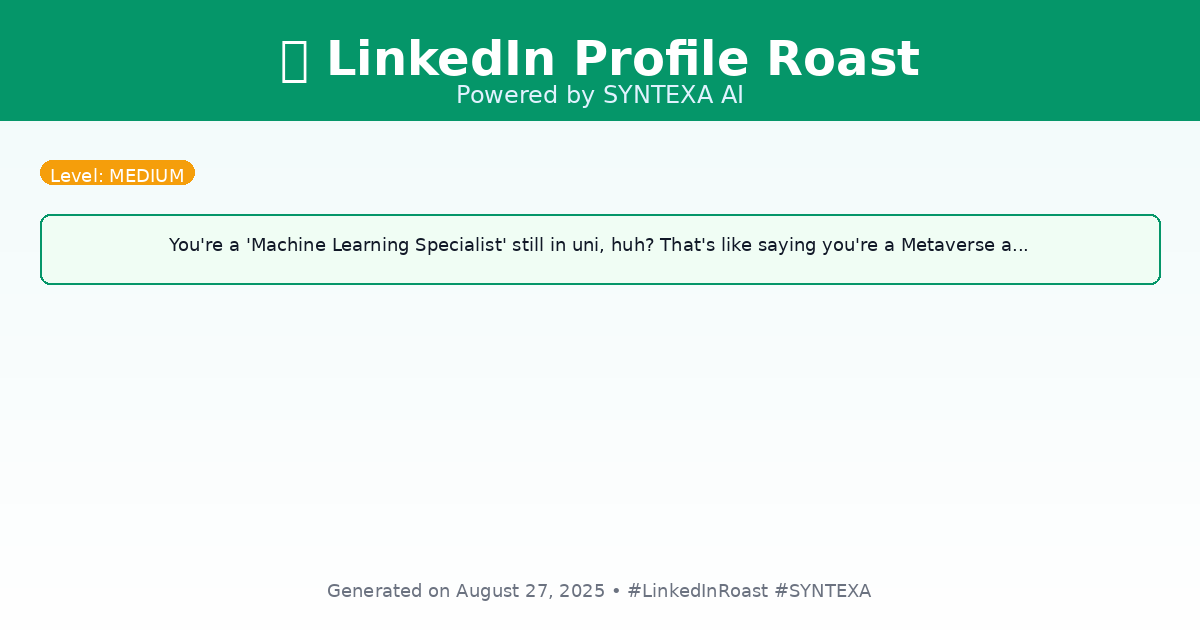 LinkedIn Profile Roast
Powered by SYNTEXA AI
Level: MEDIUM
You're a 'Machine Learning Specialist' still in uni, huh? That's like saying you're a Metaverse a...
Generated on August 27, 2025 • #LinkedInRoast #SYNTEXA